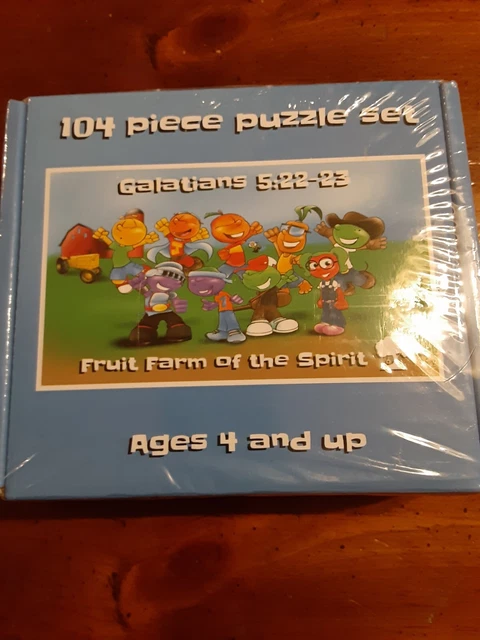 104 piece puzzle set
Galatians 5:22-23
Fruit Farm of the Spirit
Ages 4 and up